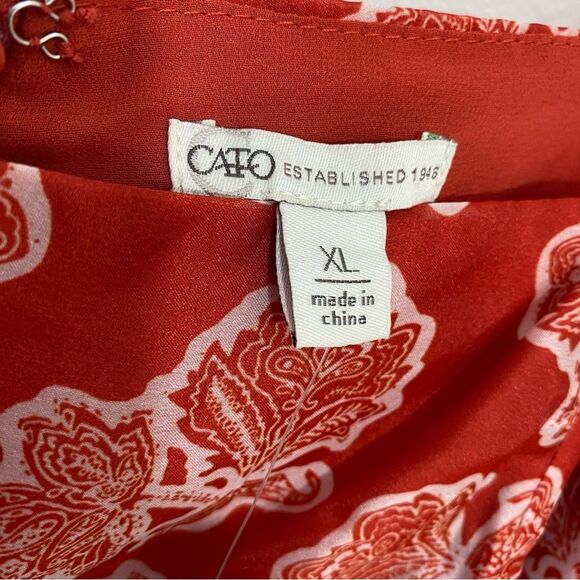 CATO ESTABLISHED 1946
XL
made in
china